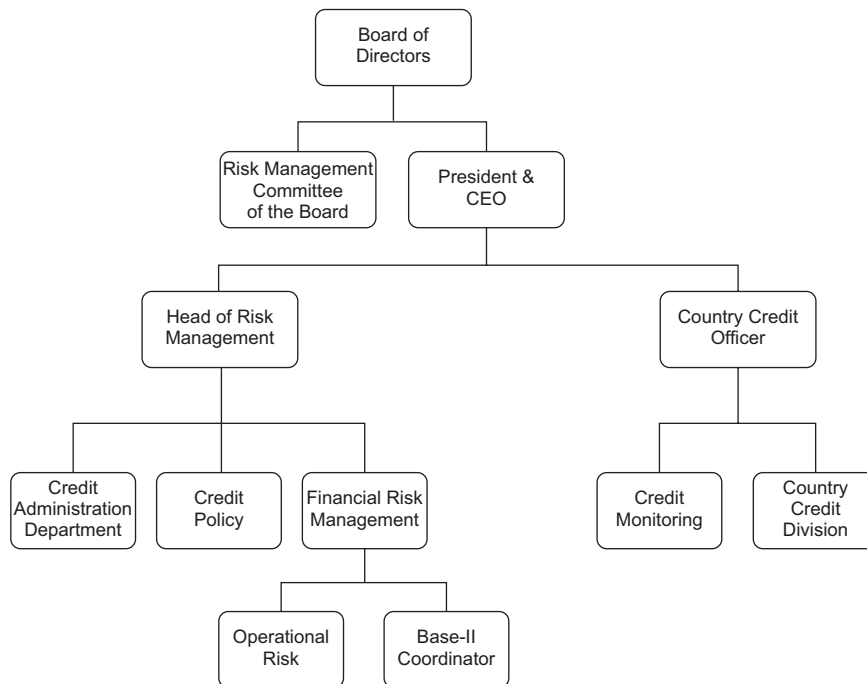 Board of
Directors
Risk Management
Committee
of the Board
President &
CEO
Head of Risk
Management
Country Credit
Officer
Credit
Administration
Department
Credit
Policy
Financial Risk
Management
Credit
Monitoring
Country
Credit
Division
Operational
Risk
Base-II
Coordinator